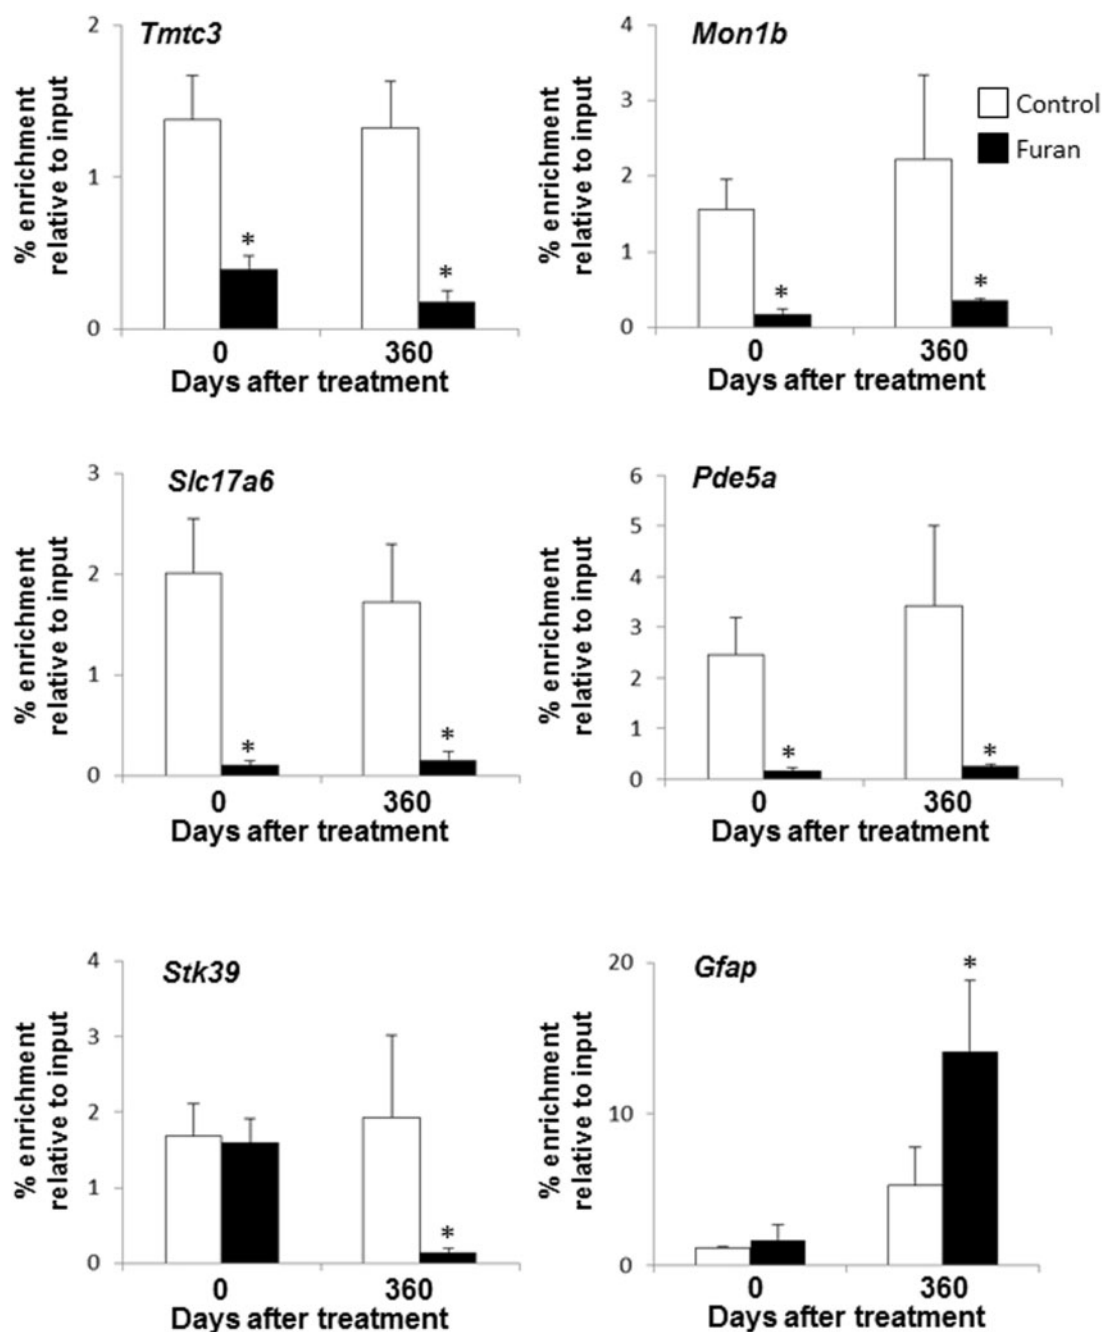 Tmtc3
% enrichment
relative to input
2
1
0
*
*
0 360
Days after treatment
Mon1b
% enrichment
relative to input
4
3
2
1
0
*
*
0 360
Days after treatment
Control
Furan
Slc17a6
% enrichment
relative to input
3
2
1
0
*
*
0 360
Days after treatment
Pde5a
% enrichment
relative to input
6
5
4
3
2
1
0
*
*
0 360
Days after treatment
Stk39
% enrichment
relative to input
4
3
2
1
0
*
0 360
Days after treatment
Gfap
% enrichment
relative to input
20
10
0
*
0 360
Days after treatment